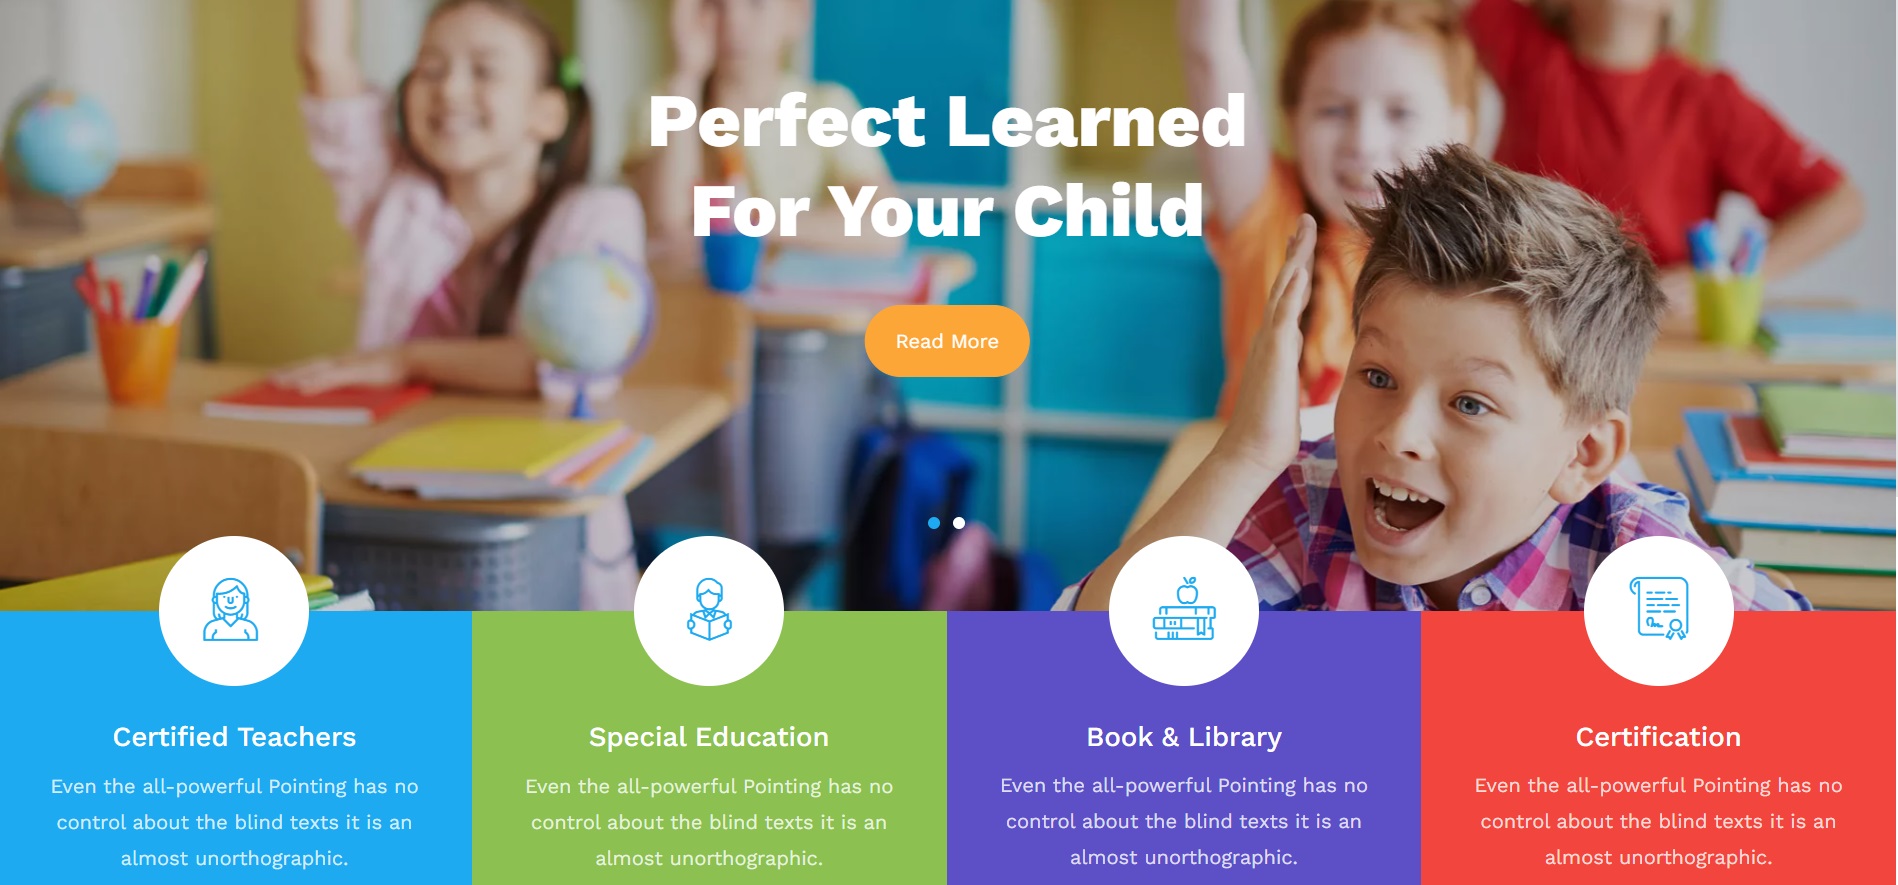 Perfect Learned
For Your Child
Read More
Certified Teachers
Even the all-powerful Pointing has no
control about the blind texts it is an
almost unorthographic.
Special Education
Even the all-powerful Pointing has no
control about the blind texts it is an
almost unorthographic.
Book & Library
Even the all-powerful Pointing has no
control about the blind texts it is an
almost unorthographic.
Certification
Even the all-powerful Pointing has no
control about the blind texts it is an
almost unorthographic.